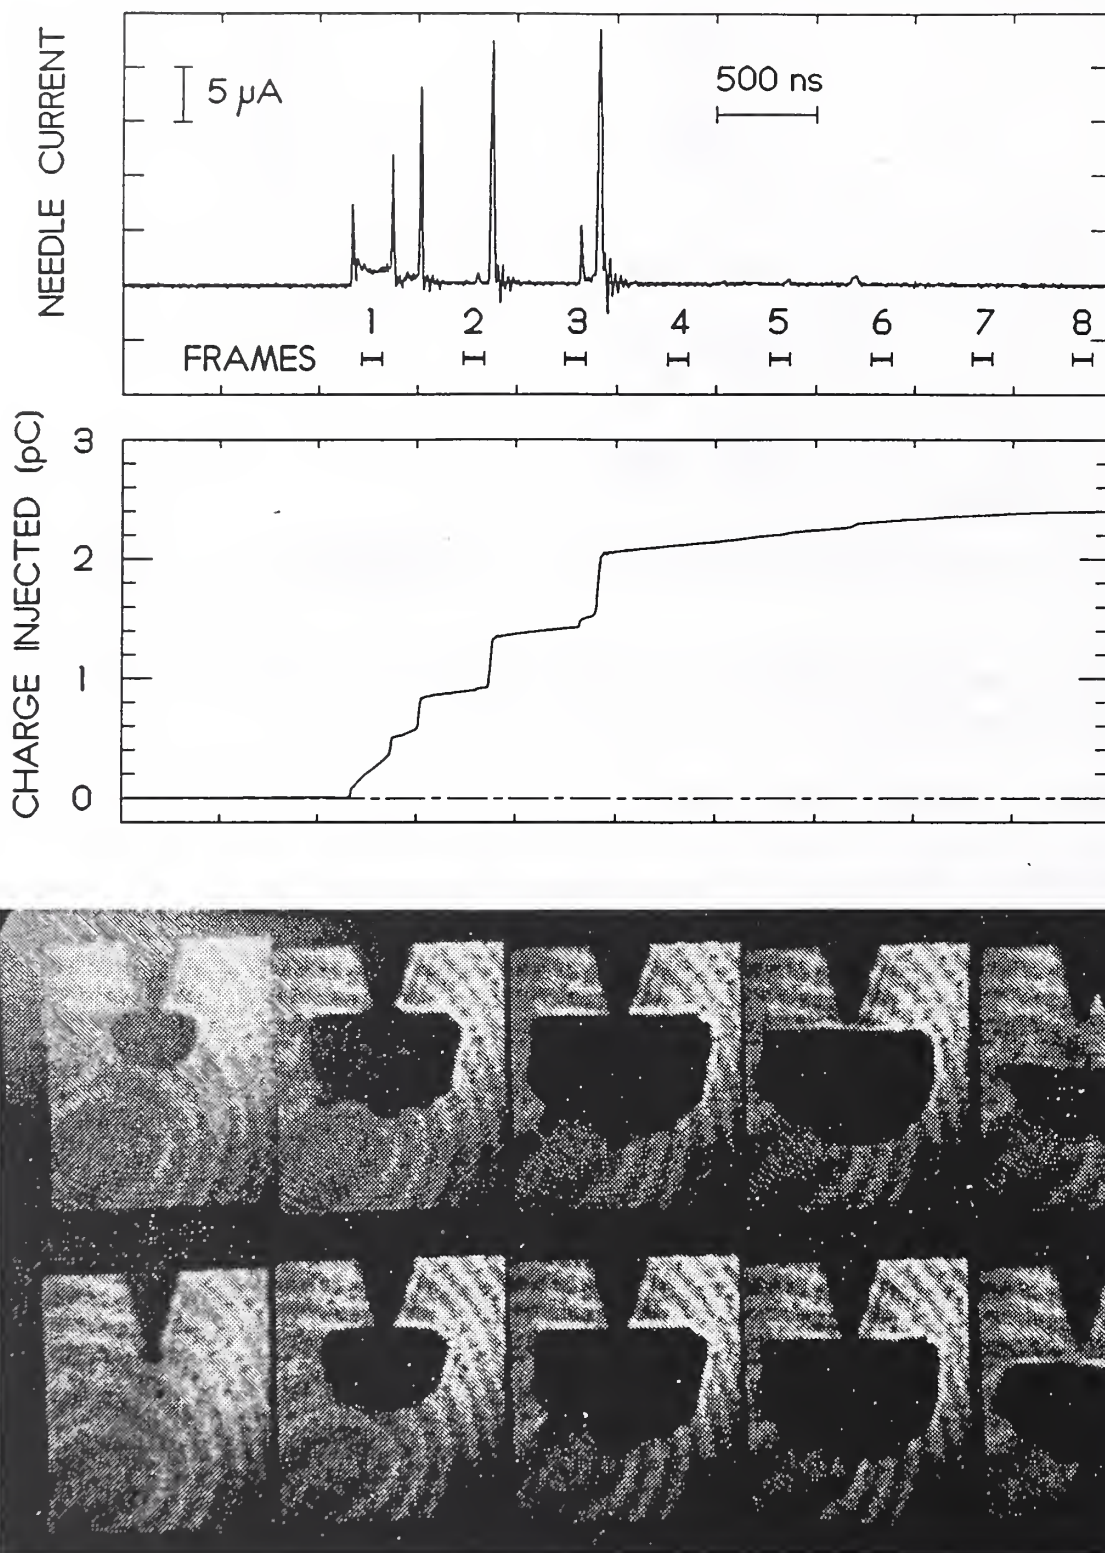 NEEDLE CURRENT
5 µA
500 ns
1 2 3 4 5 6 7 8
FRAMES
CHARGE INJECTED (pC)
3
2
1
0